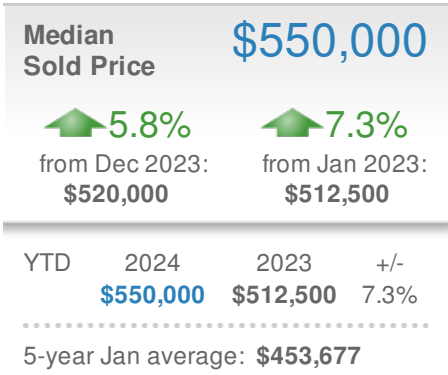 Median $550,000
Sold Price
5.8% 7.3%
from Dec 2023: from Jan 2023:
$520,000 $512,500
YTD 2024 2023 +/-
$550,000 $512,500 7.3%
5-year Jan average: $453,677